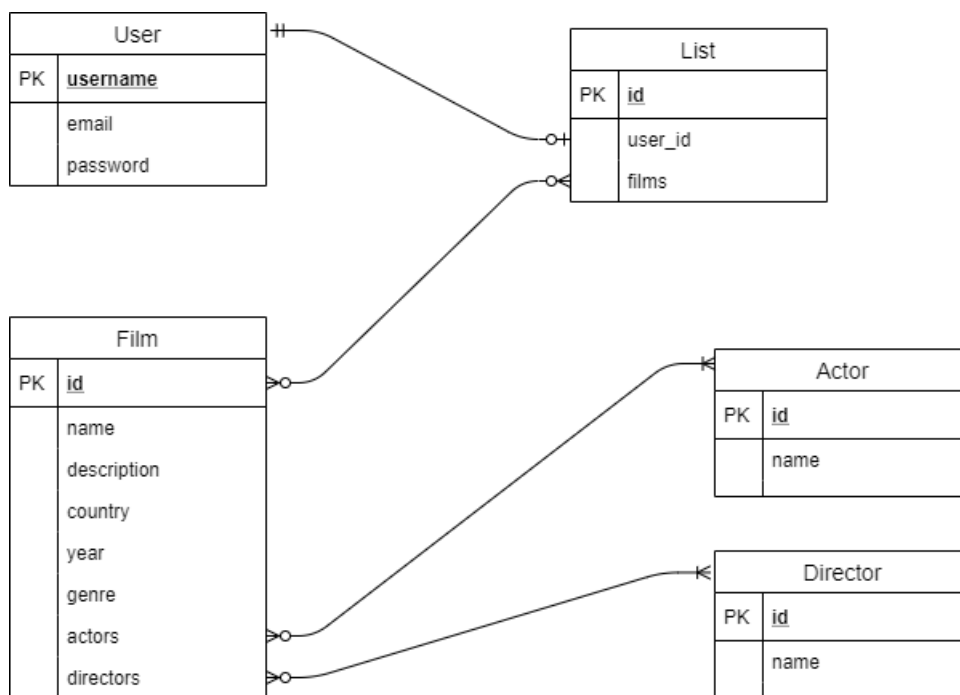 User
PK username
email
password
List
PK id
user_id
films
Film
PK id
name
description
country
year
genre
actors
directors
Actor
PK id
name
Director
PK id
name